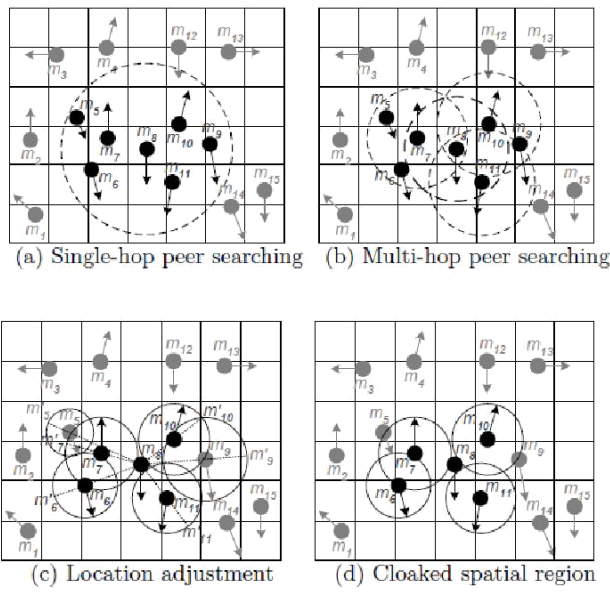 m12
m13
m3
m4
m5
m8
m9
m10
m7
m2
m6
m11
m15
m14
m1
(a) Single-hop peer searching
m12
m13
m3
m4
m5
m8
m9
m10
m7
m2
m6
m11
m15
m14
m1
(b) Multi-hop peer searching
m12
m13
m3
m4
m'5
m5
m10
m'10
m'7
m8
m9
m'9
m7
m2
m'6
m6
m11
m15
m14
m'11
m1
(c) Location adjustment
m12
m13
m3
m4
m5
m10
m8
m9
m7
m2
m6
m11
m15
m14
m1
(d) Cloaked spatial region